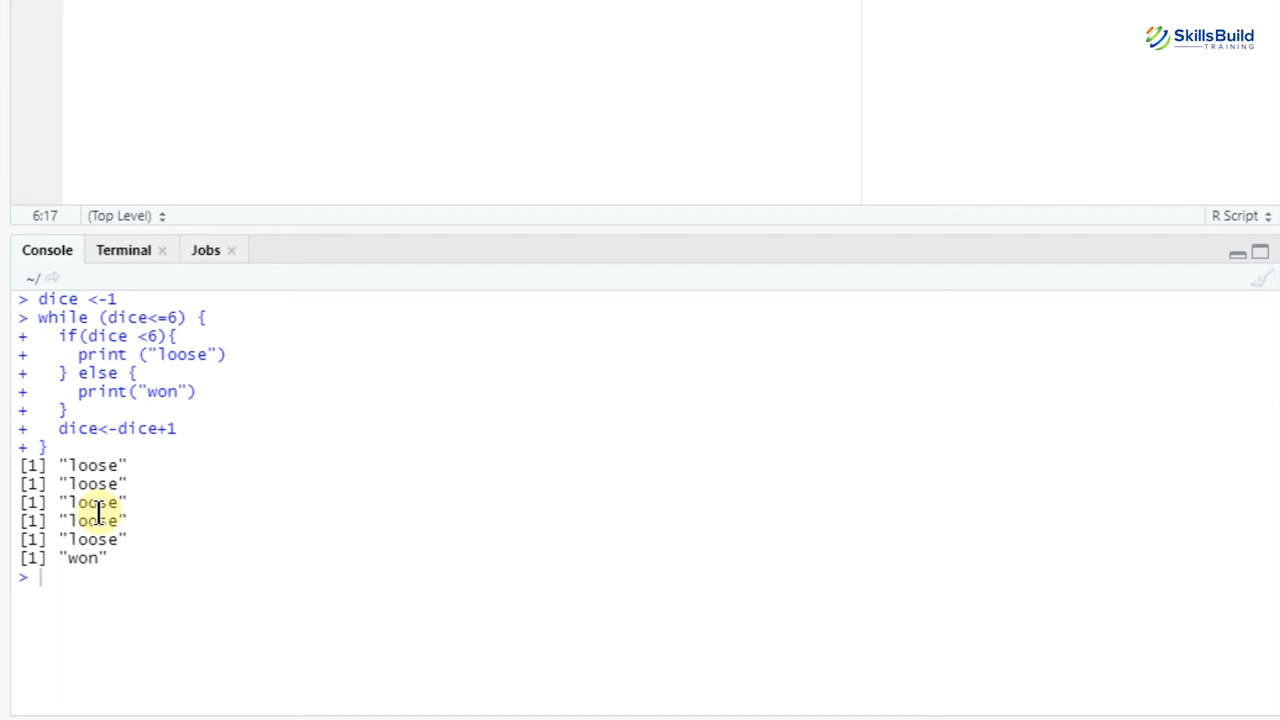 SkillsBuild
TRAINING
6:17 (Top Level) R Script
Console Terminal Jobs
~/
> dice <-1
> while (dice<=6) {
+   if(dice <6){
+     print ("loose")
+   } else {
+     print("won")
+   }
+   dice<-dice+1
+ }
[1] "loose"
[1] "loose"
[1] "loose"
[1] "loose"
[1] "loose"
[1] "won"
>